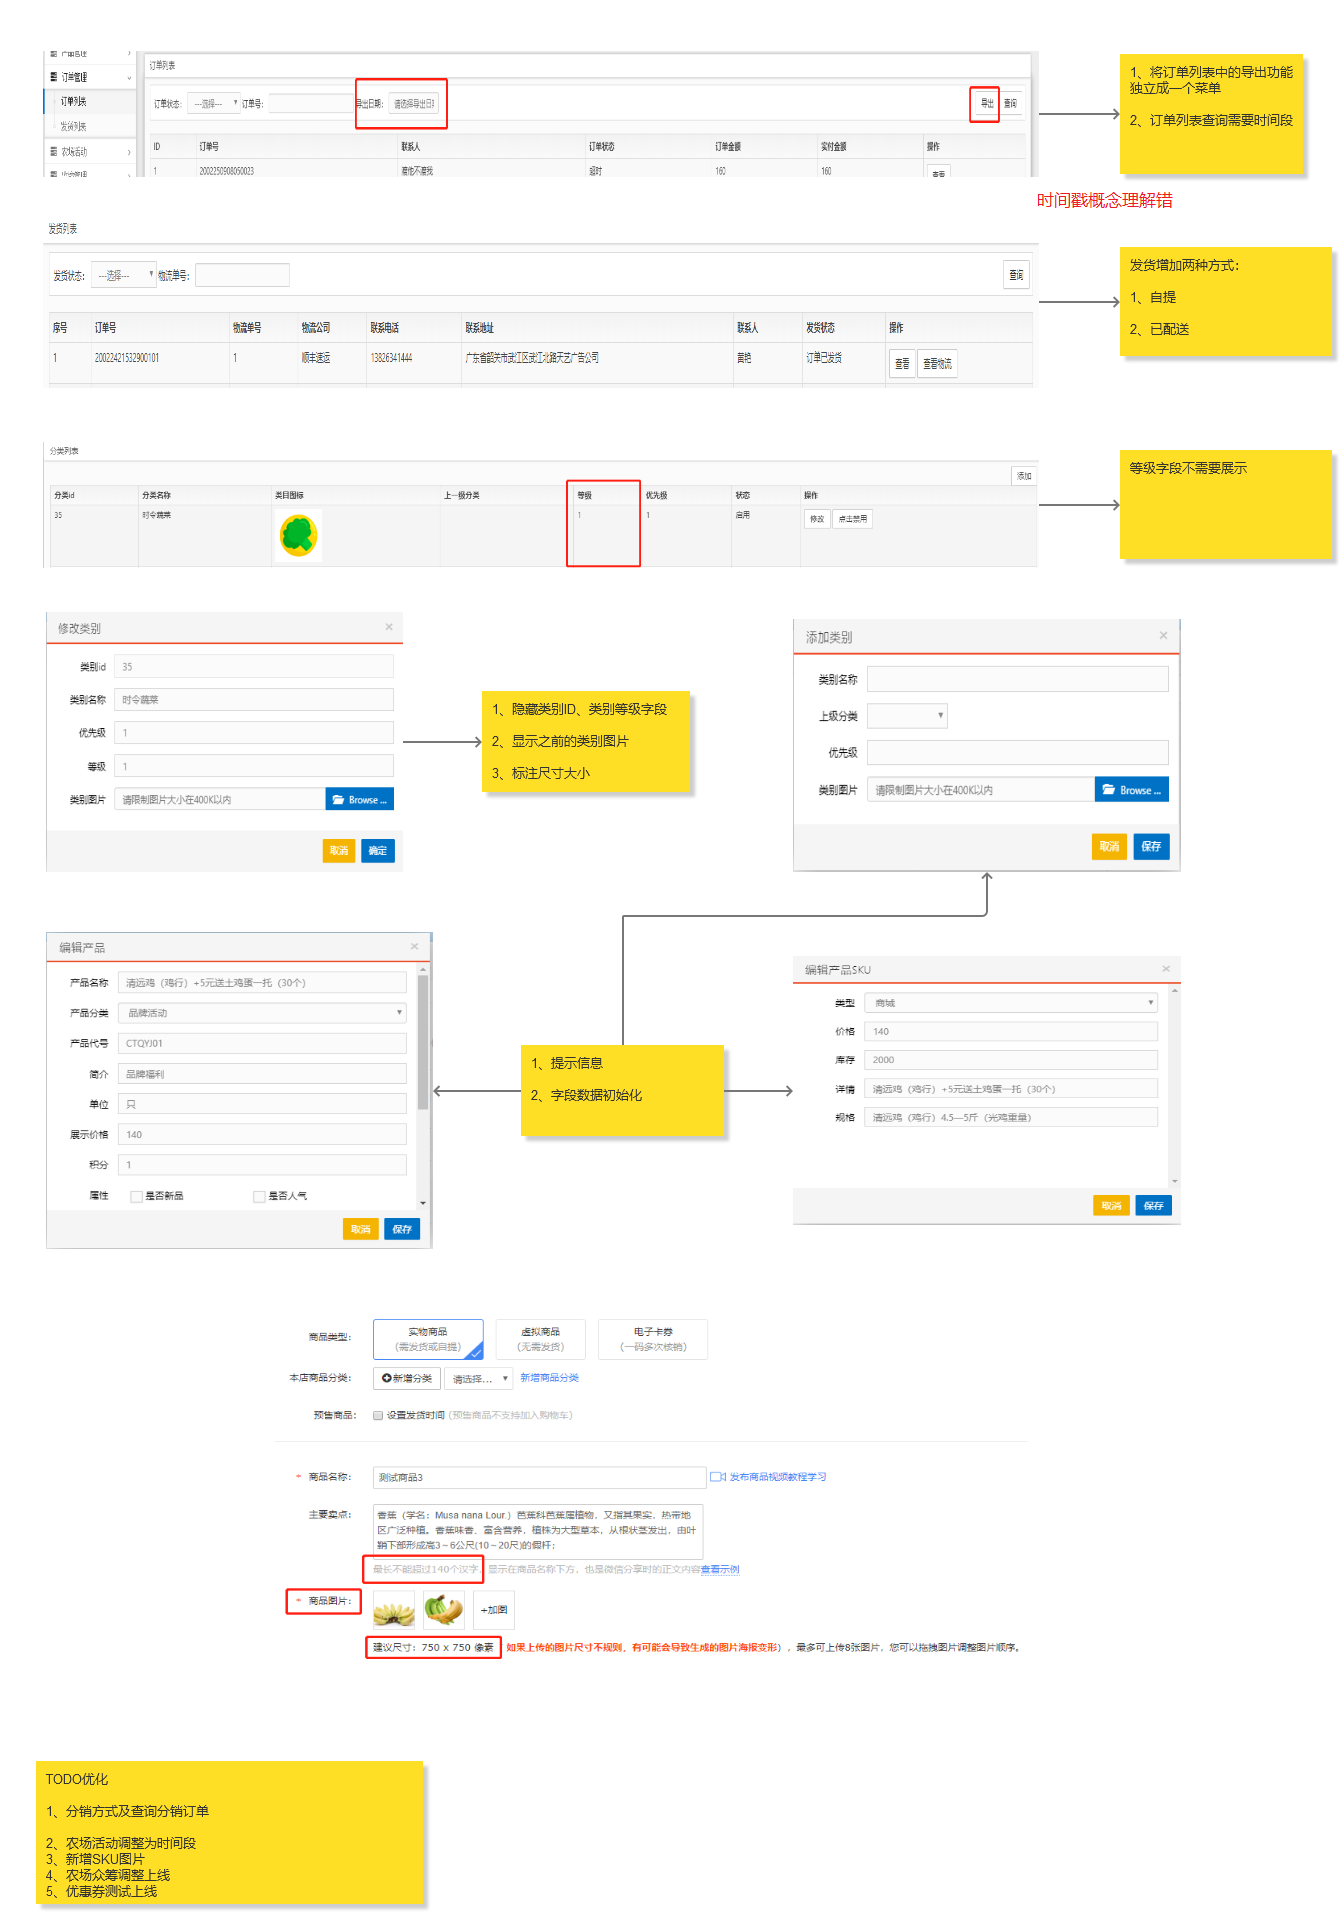 产品管理
订单管理
订单列表
发货列表
农场活动
订单列表
订单状态: ---选择--- 订单号: 导出日期: 请选择导出日期 导出 查询
ID 订单号 联系人 订单状态 订单金额 实付金额 操作
1 2002250908050023 渡他不渡我 超时 160 160 查看
1、将订单列表中的导出功能
独立成一个菜单
2、订单列表查询需要时间段
时间戳概念理解错
发货列表
发货状态: ---选择--- 物流单号: 查询
序号 订单号 物流单号 物流公司 联系电话 联系地址 联系人 发货状态 操作
1 20022421532900101 1 顺丰速运 13826341444 广东省韶关市武江区武江北路天艺广告公司 黄艳 订单已发货 查看 查看物流
发货增加两种方式：
1、自提
2、已配送
分类列表
添加
分类id 分类名称 类目图标 上一级分类 等级 优先级 状态 操作
35 时令蔬菜 1 1 启用 修改 点击禁用
等级字段不需要展示
修改类别 ×
类别id 35
类别名称 时令蔬菜
优先级 1
等级 1
类别图片 请限制图片大小在400K以内 Browse ...
取消 确定
1、隐藏类别ID、类别等级字段
2、显示之前的类别图片
3、标注尺寸大小
添加类别 ×
类别名称
上级分类
优先级
类别图片 请限制图片大小在400K以内 Browse ...
取消 保存
编辑产品 ×
产品名称 清远鸡（鸡行）+5元送土鸡蛋一托（30个）
产品分类 品牌活动
产品代号 CTQYJ01
简介 品牌福利
单位 只
展示价格 140
积分 1
属性 是否新品 是否人气
取消 保存
1、提示信息
2、字段数据初始化
编辑产品SKU ×
类型 商城
价格 140
库存 2000
详情 清远鸡（鸡行）+5元送土鸡蛋一托（30个）
规格 清远鸡（鸡行）4.5—5斤（光鸡重量）
取消 保存
商品类型： 实物商品 虚拟商品 电子卡券
（需发货或自提） （无需发货） （一码多次核销）
本店商品分类： 新增分类 请选择... 新增商品分类
预售商品： 设置发货时间 (预售商品不支持加入购物车)
* 商品名称： 测试商品3 发布商品视频教程学习
主要卖点： 香蕉（学名：Musa nana Lour.）芭蕉科芭蕉属植物，又指其果实，热带地
区广泛种植。香蕉味香、富含营养，植株为大型草本，从根状茎发出，由叶
鞘下部形成高3～6公尺(10～20尺)的假杆；
最长不能超过140个汉字，显示在商品名称下方，也是微信分享时的正文内容查看示例
* 商品图片： +加图
建议尺寸：750 x 750 像素 如果上传的图片尺寸不规则，有可能会导致生成的图片海报变形），最多可上传8张图片，您可以拖拽图片调整图片顺序。
TODO优化
1、分销方式及查询分销订单
2、农场活动调整为时间段
3、新增SKU图片
4、农场众筹调整上线
5、优惠券测试上线